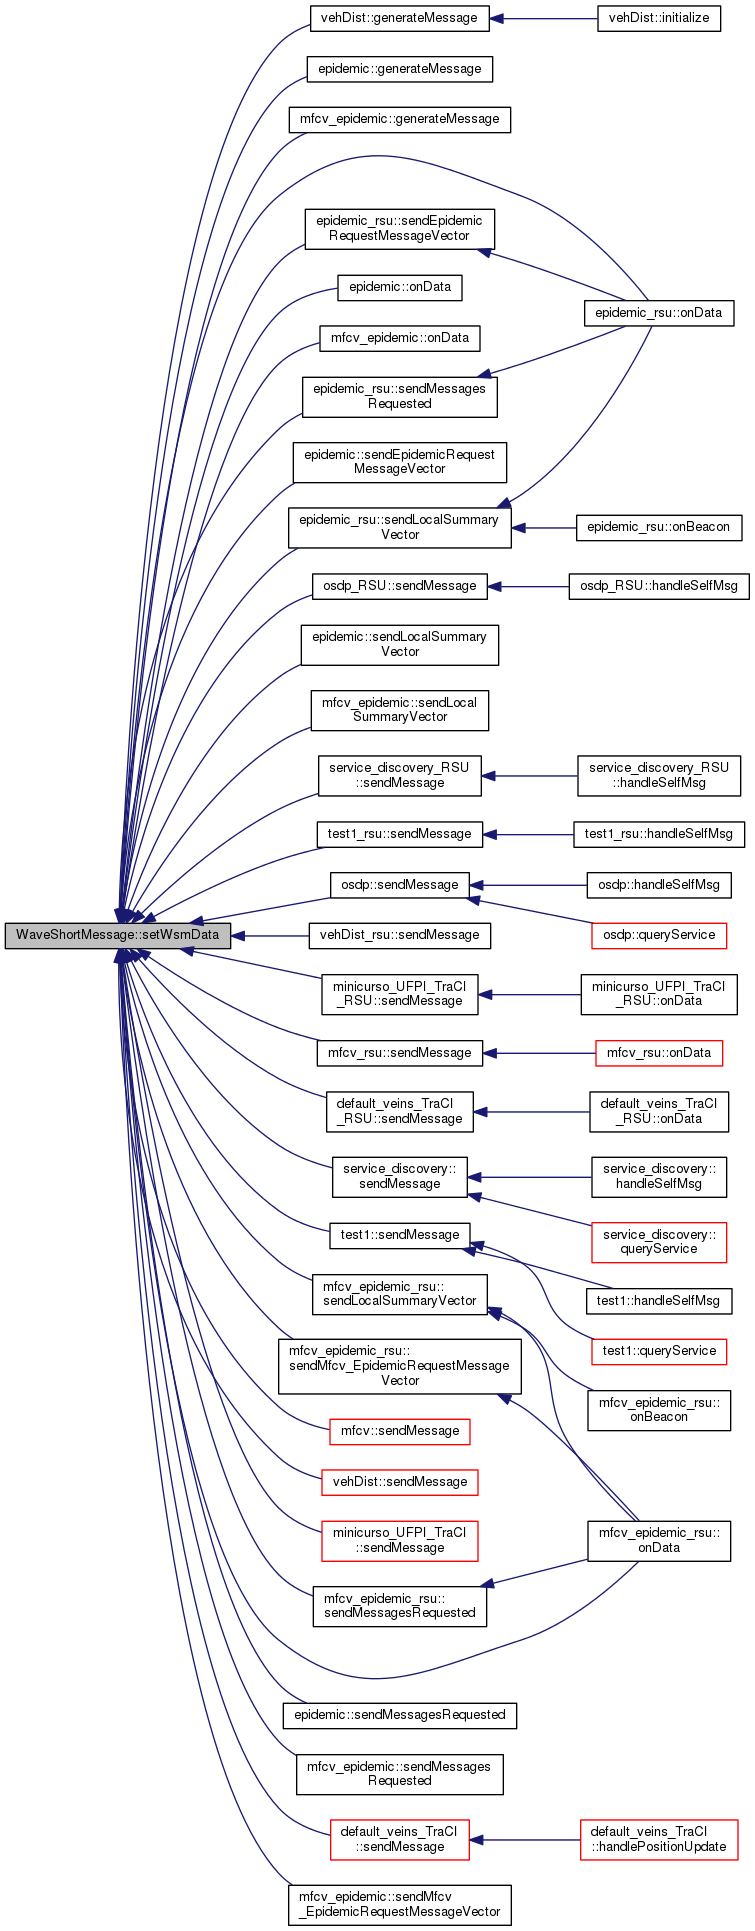 vehDist::generateMessage
vehDist::initialize
epidemic::generateMessage
mfcv_epidemic::generateMessage
epidemic_rsu::sendEpidemic
RequestMessageVector
epidemic::onData
epidemic_rsu::onData
mfcv_epidemic::onData
epidemic_rsu::sendMessages
Requested
epidemic::sendEpidemicRequest
MessageVector
epidemic_rsu::sendLocalSummary
Vector
epidemic_rsu::onBeacon
osdp_RSU::sendMessage
osdp_RSU::handleSelfMsg
epidemic::sendLocalSummary
Vector
mfcv_epidemic::sendLocal
SummaryVector
service_discovery_RSU
::sendMessage
service_discovery_RSU
::handleSelfMsg
test1_rsu::sendMessage
test1_rsu::handleSelfMsg
osdp::sendMessage
osdp::handleSelfMsg
WaveShortMessage::setWsmData
vehDist_rsu::sendMessage
osdp::queryService
minicurso_UFPI_TraCI
_RSU::sendMessage
minicurso_UFPI_TraCI
_RSU::onData
mfcv_rsu::sendMessage
mfcv_rsu::onData
default_veins_TraCI
_RSU::sendMessage
default_veins_TraCI
_RSU::onData
service_discovery::
sendMessage
service_discovery::
handleSelfMsg
test1::sendMessage
service_discovery::
queryService
mfcv_epidemic_rsu::
sendLocalSummaryVector
test1::handleSelfMsg
mfcv_epidemic_rsu::
sendMfcv_EpidemicRequestMessage
Vector
test1::queryService
mfcv_epidemic_rsu::
onBeacon
mfcv::sendMessage
vehDist::sendMessage
minicurso_UFPI_TraCI
::sendMessage
mfcv_epidemic_rsu::
onData
mfcv_epidemic_rsu::
sendMessagesRequested
epidemic::sendMessagesRequested
mfcv_epidemic::sendMessages
Requested
default_veins_TraCI
::sendMessage
default_veins_TraCI
::handlePositionUpdate
mfcv_epidemic::sendMfcv
_EpidemicRequestMessageVector